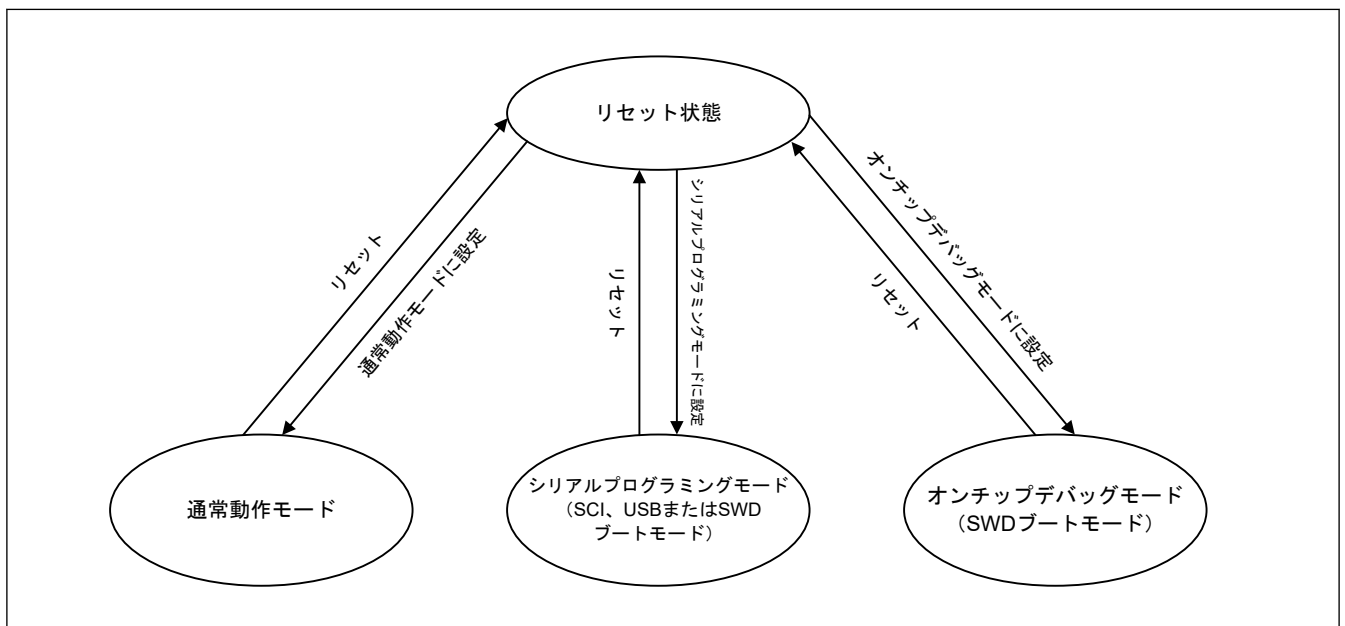 リセット状態
リセット
通常動作モードに設定
リセット
シリアルプログラミングモードに設定
リセット
オンチップデバッグモードに設定
通常動作モード
シリアルプログラミングモード
（SCI、USBまたはSWD
ブートモード）
オンチップデバッグモード
（SWDブートモード）